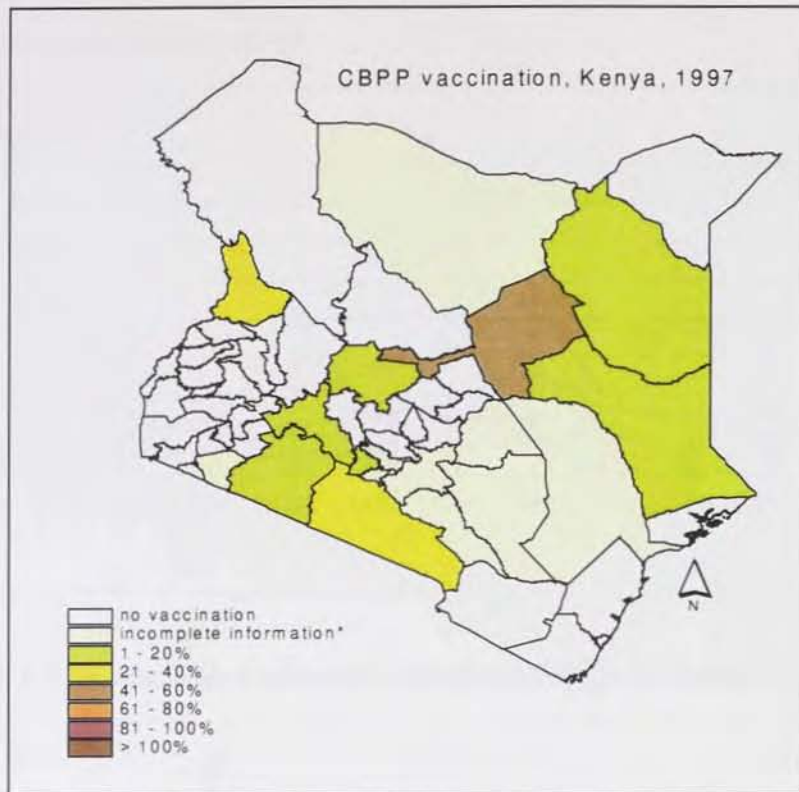 CBPP vaccination, Kenya, 1997
N
no vaccination
incomplete information*
1 - 20%
21 - 40%
41 - 60%
61 - 80%
81 - 100%
> 100%